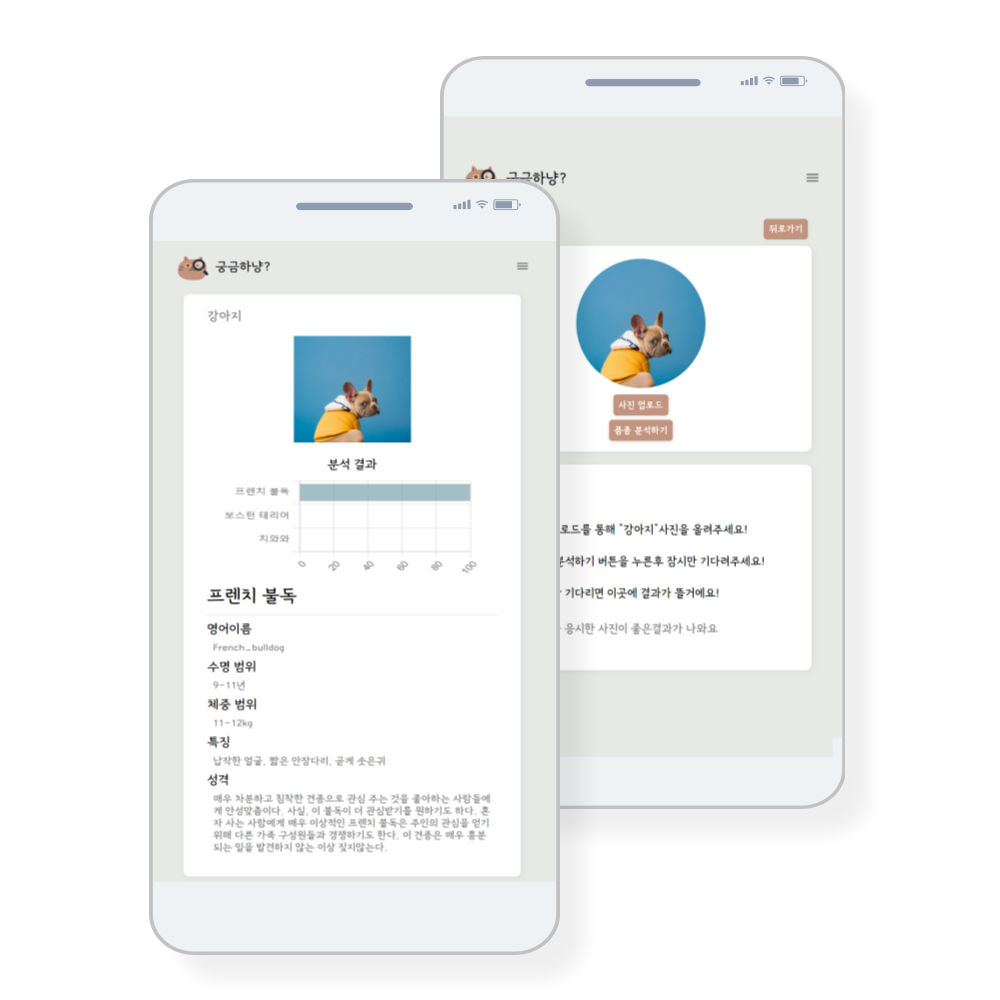 궁금하냥?
강아지
분석 결과
프렌치 불독
보스턴 테리어
치와와
0 20 40 60 80 100
프렌치 불독
영어이름
French_bulldog
수명 범위
9-11년
체중 범위
11-12kg
특징
납작한 얼굴, 짧은 안장다리, 곧게 솟은귀
성격
매우 차분하고 침착한 견종으로 관심 주는 것을 좋아하는 사람들에
게 안성맞춤이다. 사실, 이 불독이 더 관심받기를 원하기도 하다. 혼
자 사는 사람에게 매우 이상적인 프렌치 불독은 주인의 관심을 얻기
위해 다른 가족 구성원들과 경쟁하기도 한다. 이 견종은 매우 흥분
되는 일을 발견하지 않는 이상 짖지않는다.
궁금하냥?
뒤로가기
사진 업로드
품종 분석하기
로드를 통해 "강아지"사진을 올려주세요!
분석하기 버튼을 누른후 잠시만 기다려주세요!
기다리면 이곳에 결과가 뜰거에요!
응시한 사진이 좋은결과가 나와요